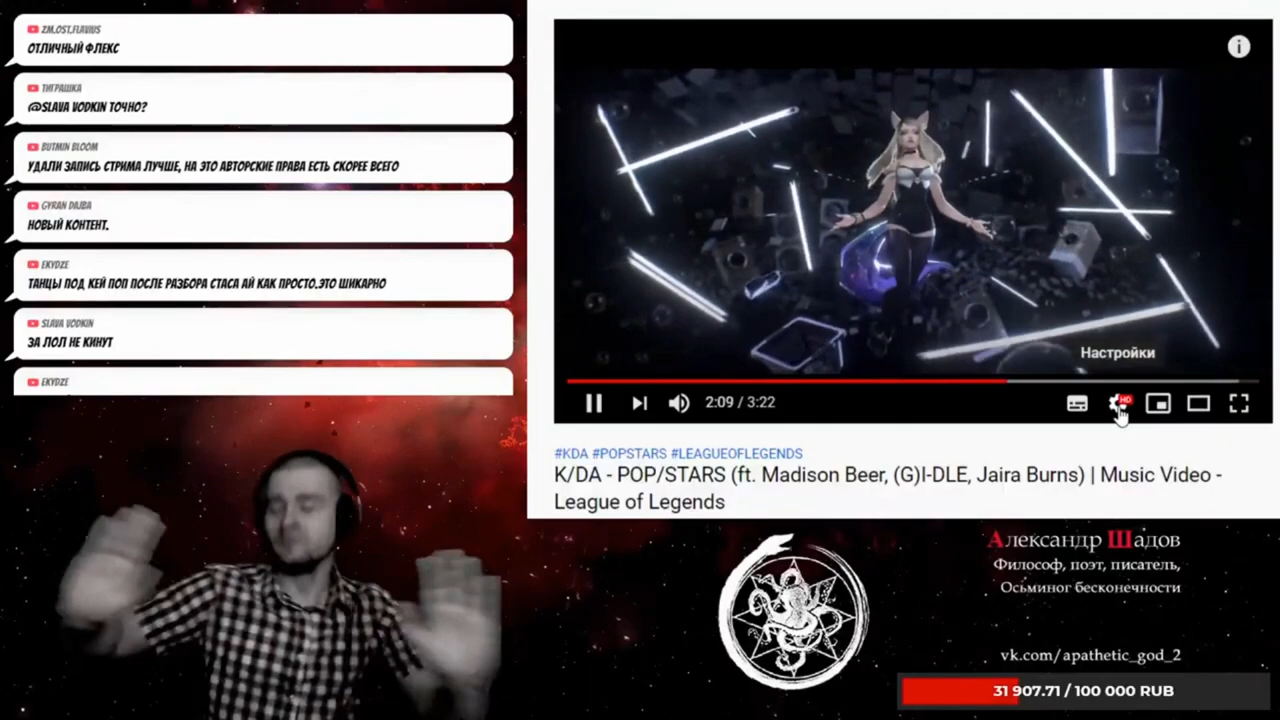 ZM.OST.FLAVIUS
ОТЛИЧНЫЙ ФЛЕКС
ТИГРАШКА
@SLAVA VODKIN ТОЧНО?
BUTMIN BLOOM
УДАЛИ ЗАПИСЬ СТРИМА ЛУЧШЕ, НА ЭТО АВТОРСКИЕ ПРАВА ЕСТЬ СКОРЕЕ ВСЕГО
GYRAN DAJBA
НОВЫЙ КОНТЕНТ.
EKYDZE
ТАНЦЫ ПОД КЕЙ ПОП ПОСЛЕ РАЗБОРА СТАСА АЙ КАК ПРОСТО.ЭТО ШИКАРНО
SLAVA VODKIN
ЗА ЛОЛ НЕ КИНУТ
EKYDZE
Настройки
2:09 / 3:22
HD
#KDA #POPSTARS #LEAGUEOFLEGENDS
K/DA - POP/STARS (ft. Madison Beer, (G)I-DLE, Jaira Burns) | Music Video -
League of Legends
Александр Шадов
Философ, поэт, писатель,
Осьминог бесконечности
vk.com/apathetic_god_2
31 907.71 / 100 000 RUB